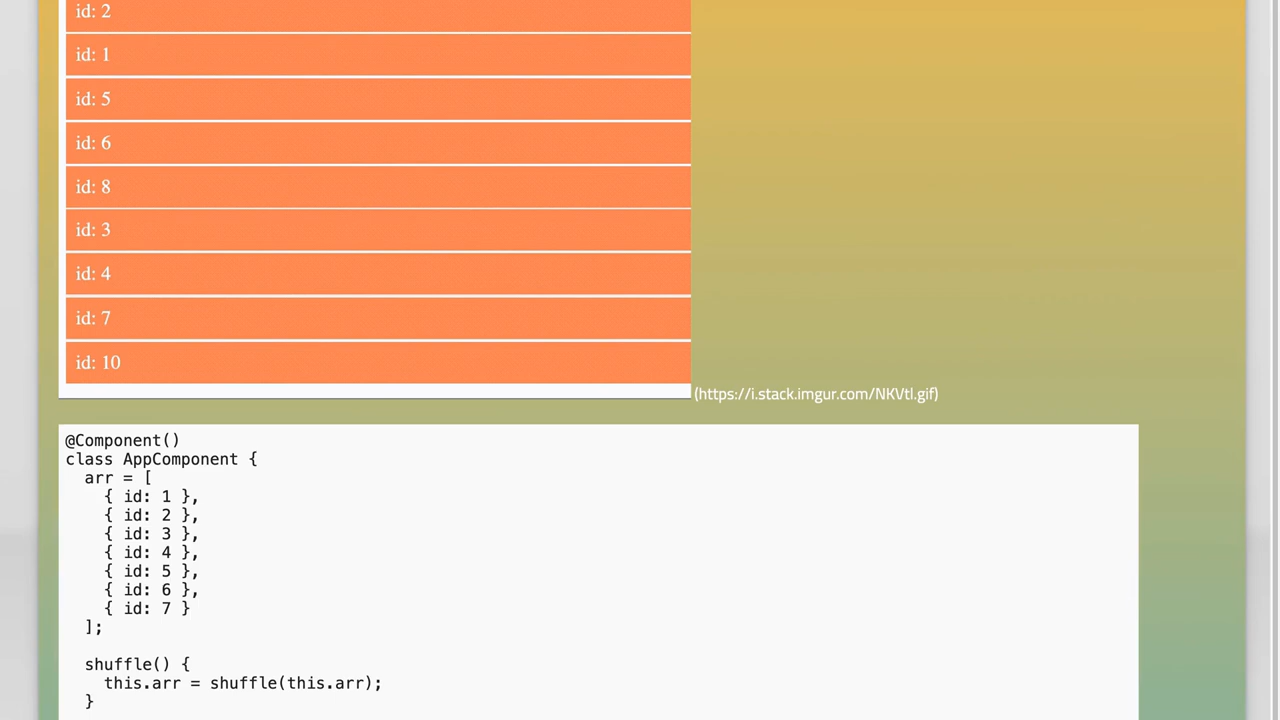 id: 2
id: 1
id: 5
id: 6
id: 8
id: 3
id: 4
id: 7
id: 10
(https://i.stack.imgur.com/NKVtl.gif)
@Component()
class AppComponent {
  arr = [
    { id: 1 },
    { id: 2 },
    { id: 3 },
    { id: 4 },
    { id: 5 },
    { id: 6 },
    { id: 7 }
  ];
  shuffle() {
    this.arr = shuffle(this.arr);
  }